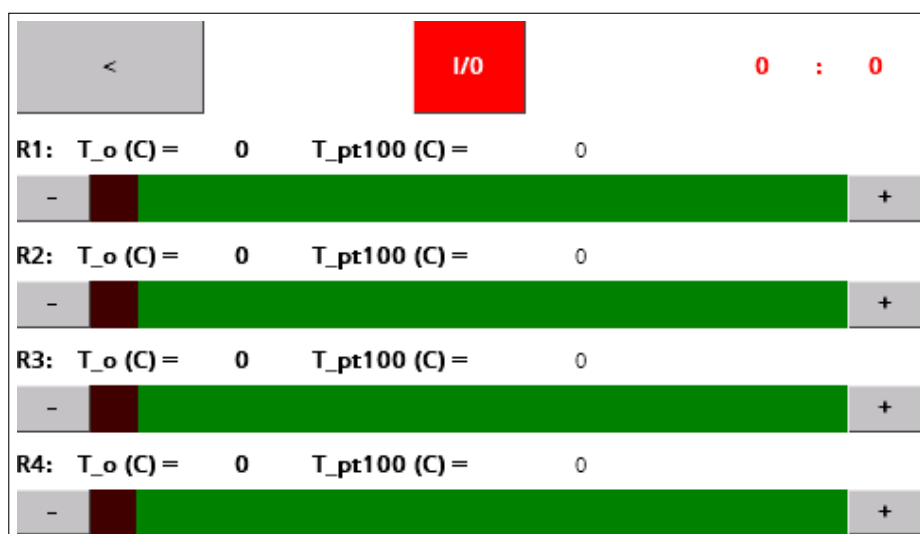 < I/0 0 : 0
R1: T_o (C) = 0 T_pt100 (C) = 0
- +
R2: T_o (C) = 0 T_pt100 (C) = 0
- +
R3: T_o (C) = 0 T_pt100 (C) = 0
- +
R4: T_o (C) = 0 T_pt100 (C) = 0
- +